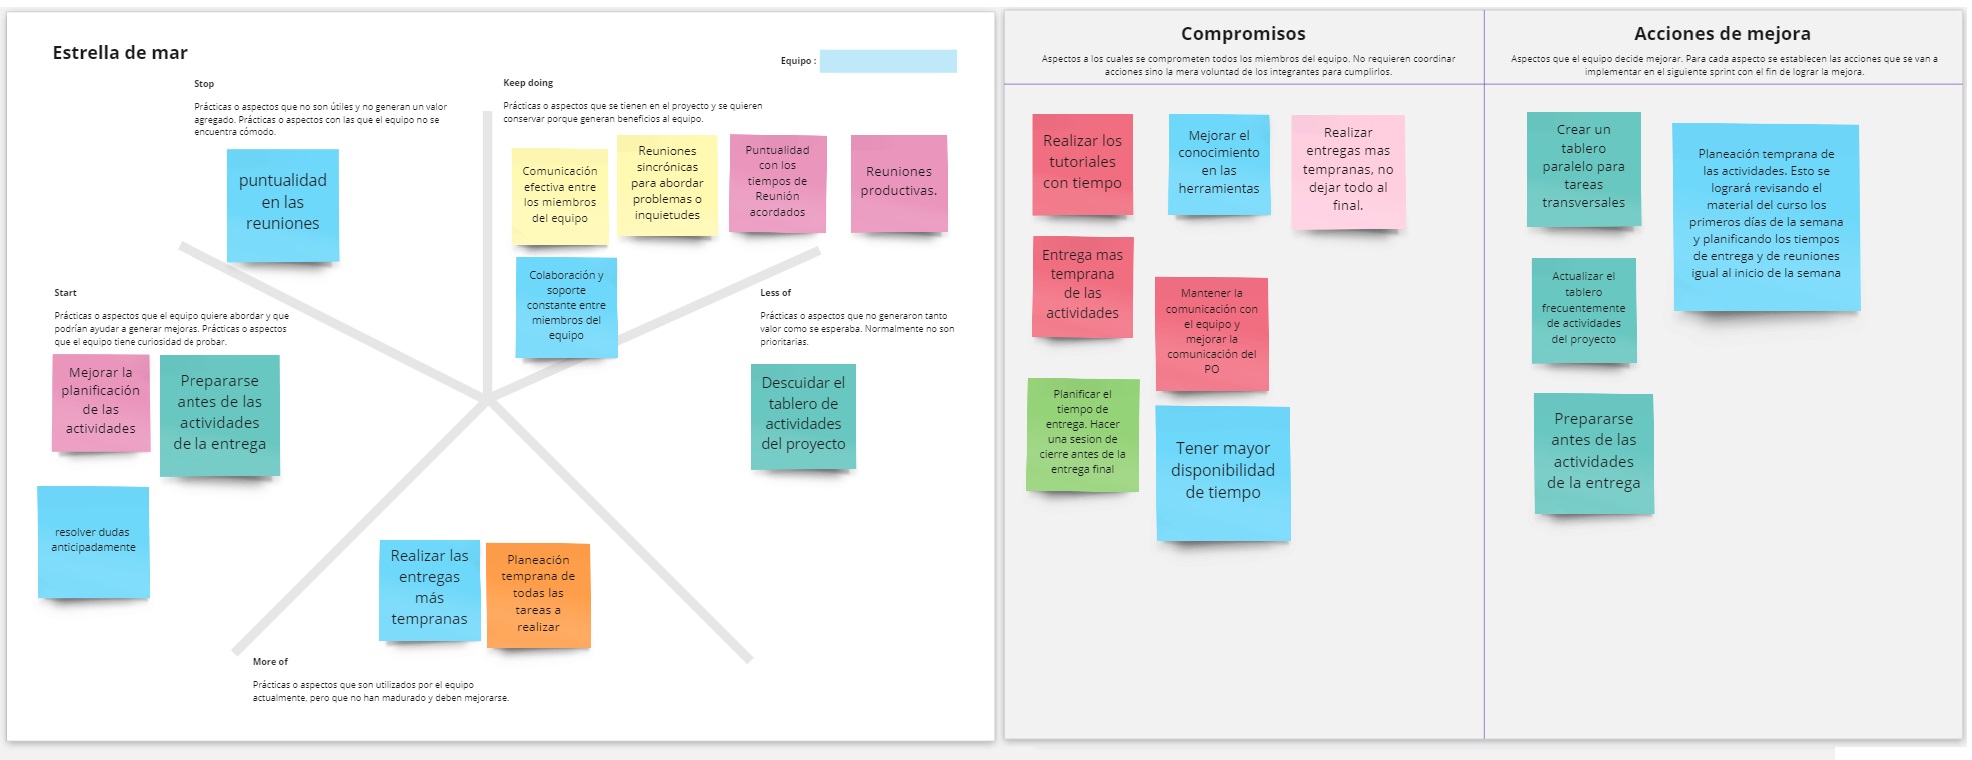 Estrella de mar
Equipo :
Stop
Prácticas o aspectos que no son útiles y no generan un valor
agregado. Prácticas o aspectos con las que el equipo no se
encuentra cómodo.
puntualidad
en las
reuniones
Keep doing
Prácticas o aspectos que se tienen en el proyecto y se quieren
conservar porque generan beneficios al equipo.
Comunicación
efectiva entre
los miembros
del equipo
Reuniones
sincrónicas
para abordar
problemas o
inquietudes
Puntualidad
con los
tiempos de
Reunión
acordados
Reuniones
productivas.
Colaboración y
soporte
constante entre
miembros del
equipo
Start
Prácticas o aspectos que el equipo quiere abordar y que
podrían ayudar a generar mejoras. Prácticas o aspectos
que el equipo tiene curiosidad de probar.
Mejorar la
planificación
de las
actividades
Prepararse
antes de las
actividades
de la entrega
resolver dudas
anticipadamente
Less of
Prácticas o aspectos que no generaron tanto
valor como se esperaba. Normalmente no son
prioritarias.
Descuidar el
tablero de
actividades
del proyecto
Realizar las
entregas
más
tempranas
Planeación
temprana de
todas las
tareas a
realizar
More of
Prácticas o aspectos que son utilizados por el equipo
actualmente, pero que no han madurado y deben mejorarse.
Compromisos
Aspectos a los cuales se comprometen todos los miembros del equipo. No requieren coordinar
acciones sino la mera voluntad de los integrantes para cumplirlos.
Realizar los
tutoriales
con tiempo
Mejorar el
conocimiento
en las
herramientas
Realizar
entregas mas
tempranas, no
dejar todo al
final.
Entrega mas
temprana
de las
actividades
Mantener la
comunicación con
el equipo y
mejorar la
comunicación del
PO
Planificar el
tiempo de
entrega. Hacer
una sesion de
cierre antes de la
entrega final
Tener mayor
disponibilidad
de tiempo
Acciones de mejora
Aspectos que el equipo decide mejorar. Para cada aspecto se establecen las acciones que se van a
implementar en el siguiente sprint con el fin de lograr la mejora.
Crear un
tablero
paralelo para
tareas
transversales
Planeación temprana de
las actividades. Esto se
logrará revisando el
material del curso los
primeros días de la semana
y planificando los tiempos
de entrega y de reuniones
igual al inicio de la semana
Actualizar el
tablero
frecuentemente
de actividades
del proyecto
Prepararse
antes de las
actividades
de la entrega